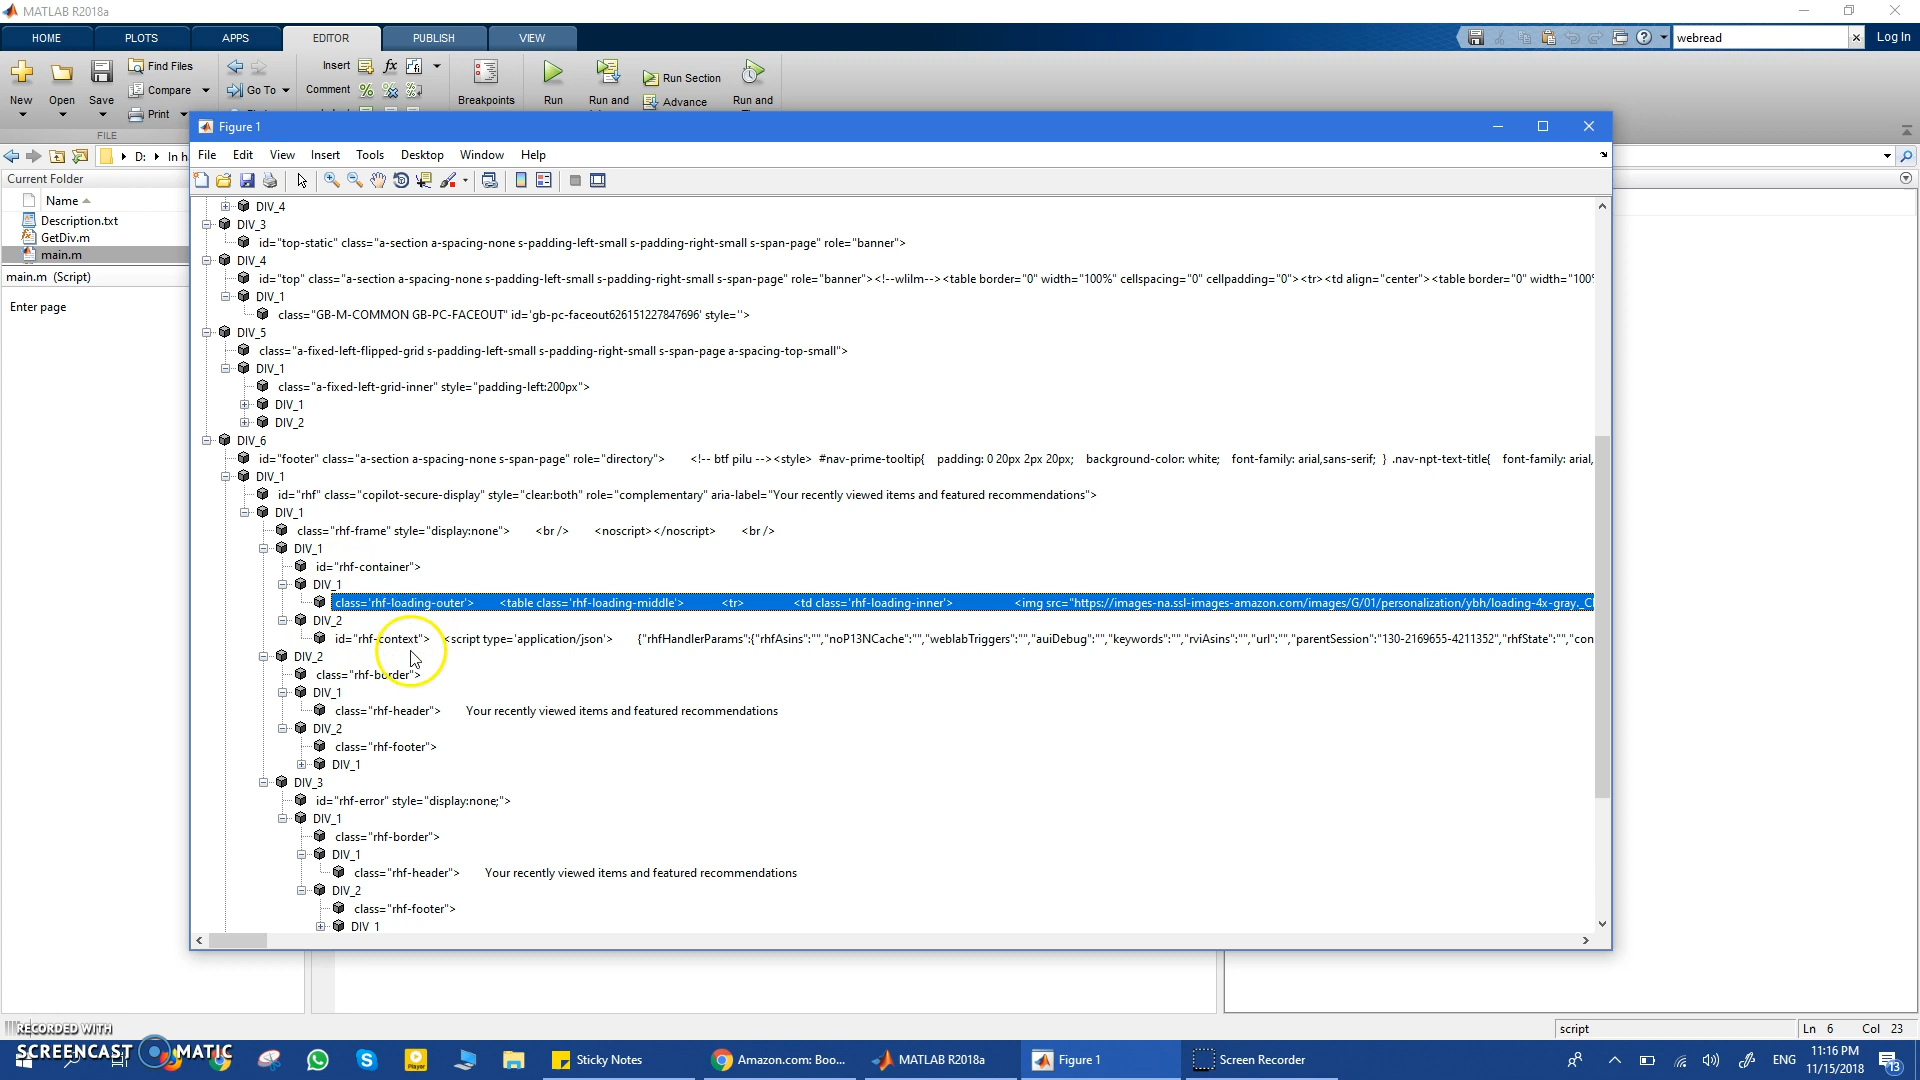 MATLAB R2018a
HOME PLOTS APPS EDITOR PUBLISH VIEW
webread
Log In
New Open Save
Find Files
Compare
Print
Go To
Insert
Comment
Breakpoints
Run
Run and
Run Section
Advance
Run and
FILE
D: In h
Figure 1
File Edit View Insert Tools Desktop Window Help
Current Folder
Name
Description.txt
GetDiv.m
main.m
main.m (Script)
Enter page
DIV_4
DIV_3
id="top-static" class="a-section a-spacing-none s-padding-left-small s-padding-right-small s-span-page" role="banner">
DIV_4
id="top" class="a-section a-spacing-none s-padding-left-small s-padding-right-small s-span-page" role="banner"><!--wlilm--><table border="0" width="100%" cellspacing="0" cellpadding="0"><tr><td align="center"><table border="0" width="100%
DIV_1
class="GB-M-COMMON GB-PC-FACEOUT" id='gb-pc-faceout626151227847696' style=''>
DIV_5
class="a-fixed-left-flipped-grid s-padding-left-small s-padding-right-small s-span-page a-spacing-top-small">
DIV_1
class="a-fixed-left-grid-inner" style="padding-left:200px">
DIV_1
DIV_2
DIV_6
id="footer" class="a-section a-spacing-none s-span-page" role="directory"> <!-- btf pilu --><style> #nav-prime-tooltip{ padding: 0 20px 2px 20px; background-color: white; font-family: arial,sans-serif; } .nav-npt-text-title{ font-family: arial,
DIV_1
id="rhf" class="copilot-secure-display" style="clear:both" role="complementary" aria-label="Your recently viewed items and featured recommendations">
DIV_1
class="rhf-frame" style="display:none"> <br/> <noscript></noscript> <br/>
DIV_1
id="rhf-container">
DIV_1
class='rhf-loading-outer'> <table class='rhf-loading-middle'> <tr> <td class='rhf-loading-inner'> <img src="https://images-na.ssl-images-amazon.com/images/G/01/personalization/ybh/loading-4x-gray._C
DIV_2
id="rhf-context"> <script type='application/json'> {"rhfHandlerParams":{"rhfAsins":"","noP13NCache":"","weblabTriggers":"","auiDebug":"","keywords":"","rviAsins":"","url":"","parentSession":"130-2169655-4211352","rhfState":"","con
DIV_2
class="rhf-border">
DIV_1
class="rhf-header"> Your recently viewed items and featured recommendations
DIV_2
class="rhf-footer">
DIV_1
DIV_3
id="rhf-error" style="display:none;">
DIV_1
class="rhf-border">
DIV_1
class="rhf-header"> Your recently viewed items and featured recommendations
DIV_2
class="rhf-footer">
DIV_1
script
Ln 6 Col 23
RECORDED WITH
SCREENCAST MATIC
Player
Sticky Notes
Amazon.com: Boo...
MATLAB R2018a
Figure 1
Screen Recorder
ENG
11:16 PM
11/15/2018
13